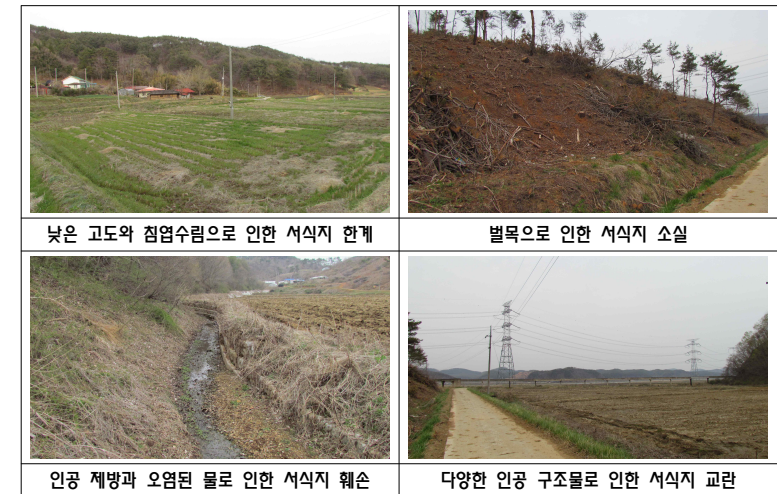 낮은 고도와 침엽수림으로 인한 서식지 한계
벌목으로 인한 서식지 소실
인공 제방과 오염된 물로 인한 서식지 훼손
다양한 인공 구조물로 인한 서식지 교란